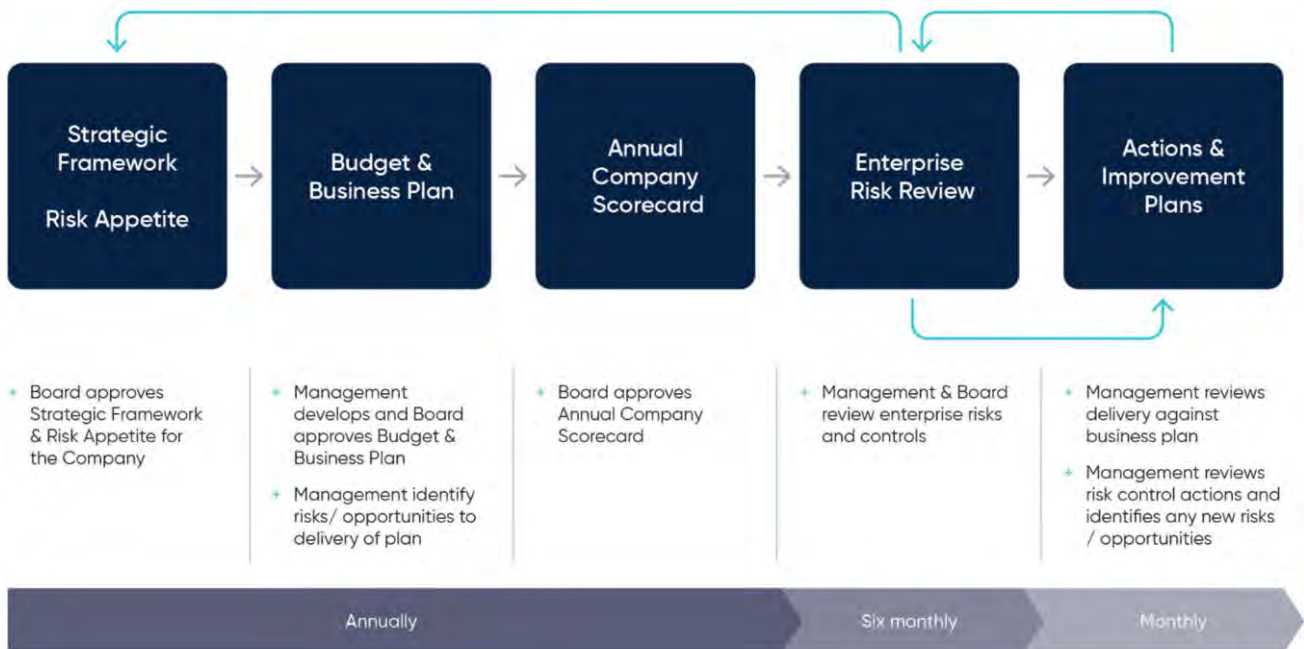 Strategic
Framework
Risk Appetite
Budget &
Business Plan
Annual
Company
Scorecard
Enterprise
Risk Review
Actions &
Improvement
Plans
+ Board approves
Strategic Framework
& Risk Appetite for
the Company
+ Management
develops and Board
approves Budget &
Business Plan
+ Management identify
risks/ opportunities to
delivery of plan
+ Board approves
Annual Company
Scorecard
+ Management & Board
review enterprise risks
and controls
+ Management reviews
delivery against
business plan
+ Management reviews
risk control actions and
identifies any new risks
/ opportunities
Annually
Six monthly
Monthly